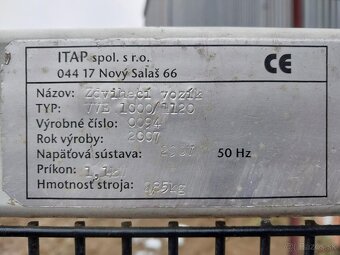 ITAP spol. s r.o.
044 17 Nový Salaš 66
CE
Názov: Zdvíhací vozík
TYP: 1000/1120
Výrobné číslo: 0094
Rok výroby: 2007
Napäťová sústava: 230V 50 Hz
Príkon:
Hmotnosť stroja: